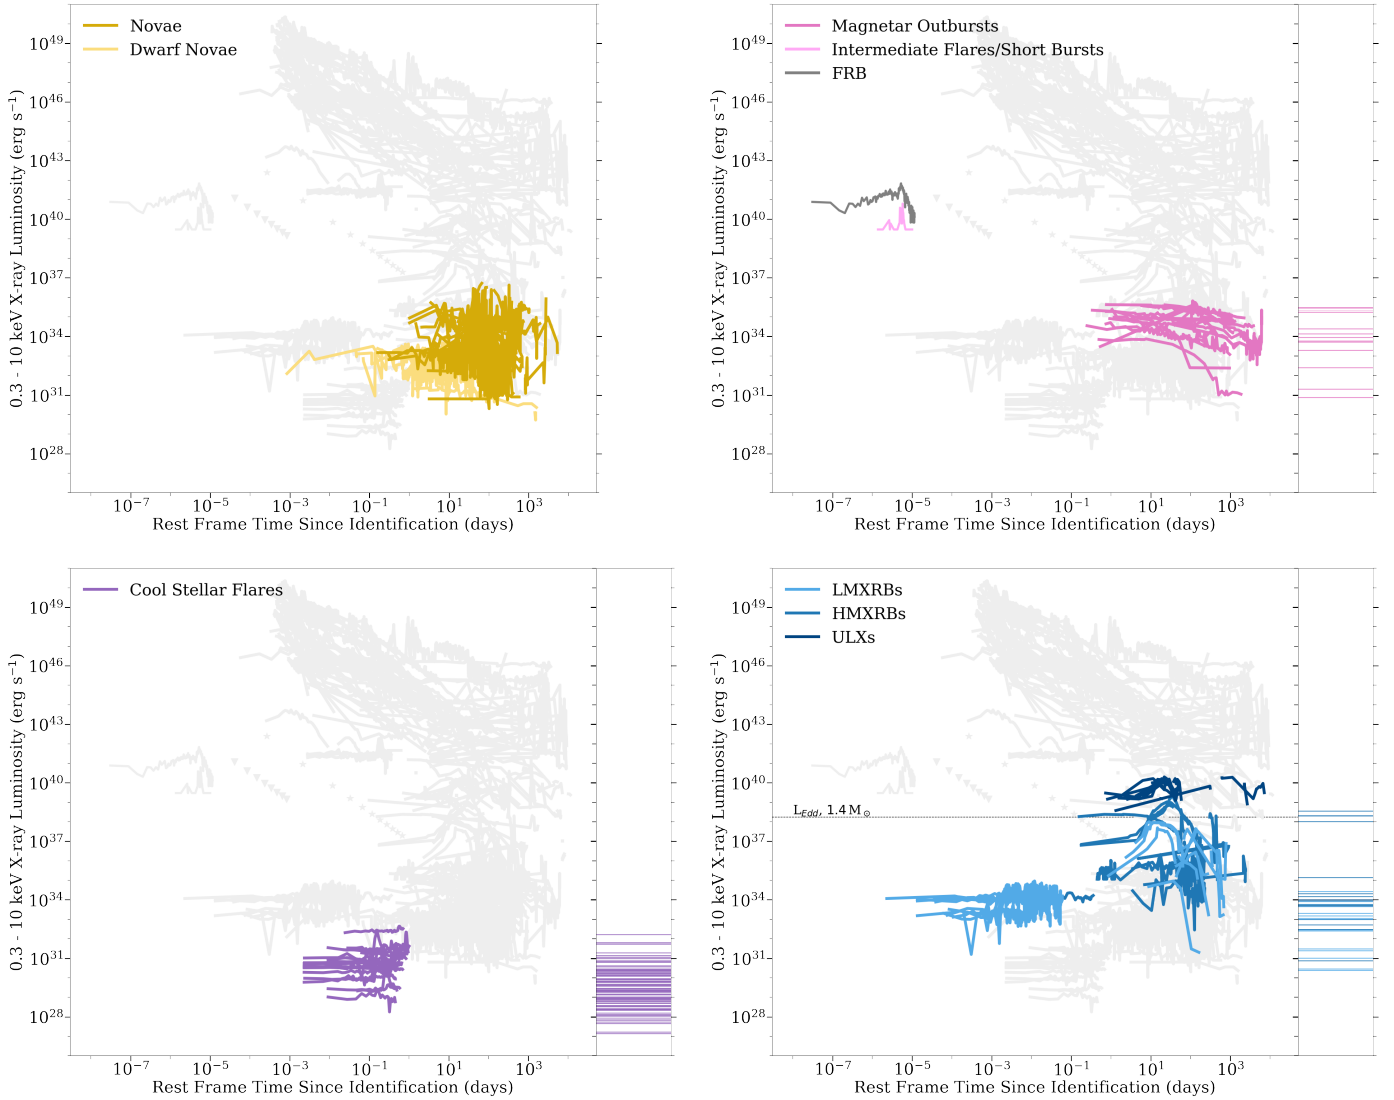 Novae
Dwarf Novae
10^49
10^46
10^43
10^40
10^37
10^34
10^31
10^28
0.3 - 10 keV X-ray Luminosity (erg s⁻¹)
10^−7 10^−5 10^−3 10^−1 10^1 10^3
Rest Frame Time Since Identification (days)
Magnetar Outbursts
Intermediate Flares/Short Bursts
FRB
10^49
10^46
10^43
10^40
10^37
10^34
10^31
10^28
0.3 - 10 keV X-ray Luminosity (erg s⁻¹)
10^−7 10^−5 10^−3 10^−1 10^1 10^3
Rest Frame Time Since Identification (days)
Cool Stellar Flares
10^49
10^46
10^43
10^40
10^37
10^34
10^31
10^28
0.3 - 10 keV X-ray Luminosity (erg s⁻¹)
10^−7 10^−5 10^−3 10^−1 10^1 10^3
Rest Frame Time Since Identification (days)
LMXRBs
HMXRBs
ULXs
10^49
10^46
10^43
10^40
10^37
10^34
10^31
10^28
0.3 - 10 keV X-ray Luminosity (erg s⁻¹)
L_Edd, 1.4 M_⊙
10^−7 10^−5 10^−3 10^−1 10^1 10^3
Rest Frame Time Since Identification (days)